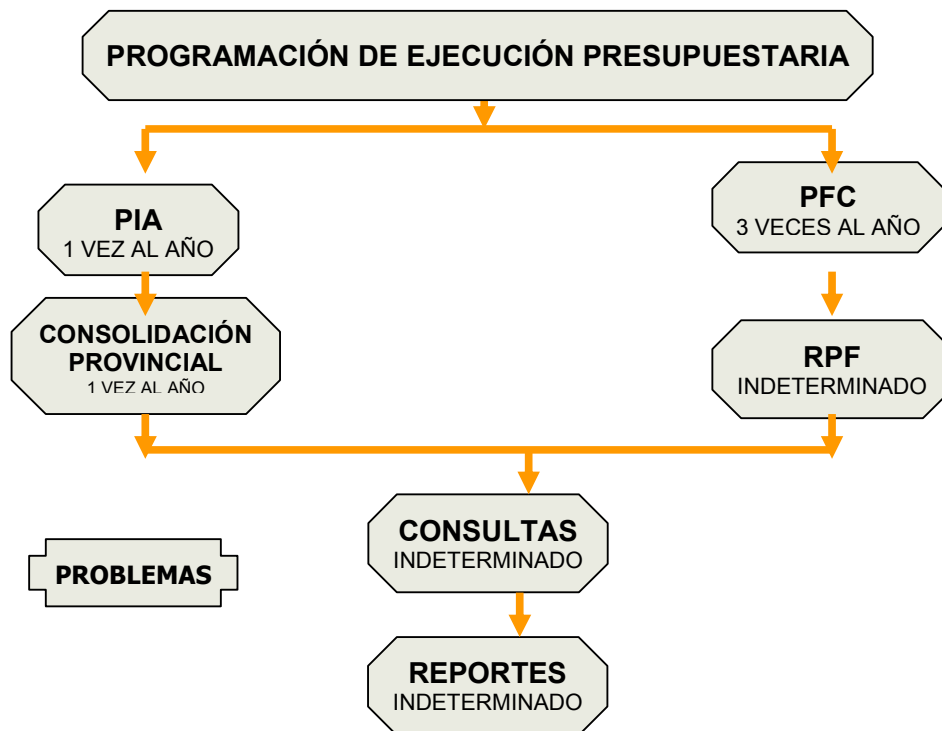 PROGRAMACIÓN DE EJECUCIÓN PRESUPUESTARIA
PIA
1 VEZ AL AÑO
PFC
3 VECES AL AÑO
CONSOLIDACIÓN
PROVINCIAL
1 VEZ AL AÑO
RPF
INDETERMINADO
CONSULTAS
INDETERMINADO
PROBLEMAS
REPORTES
INDETERMINADO